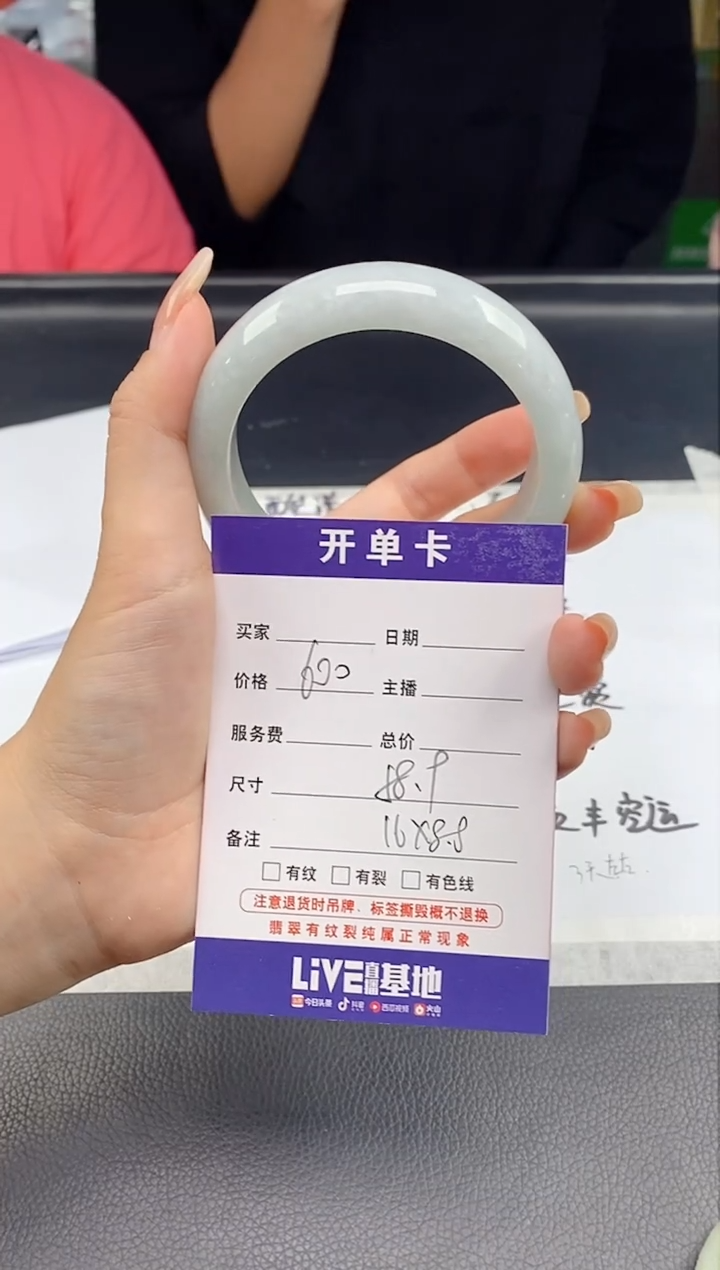 开单卡
买家 日期
价格 600 主播
服务费 总价
尺寸 58.9
备注 16X8.8
有纹 有裂 有色线
注意退货时吊牌、标签撕毁概不退换
翡翠有纹裂纯属正常现象
LiVE直播基地
今日头条 抖音 西瓜视频 火山